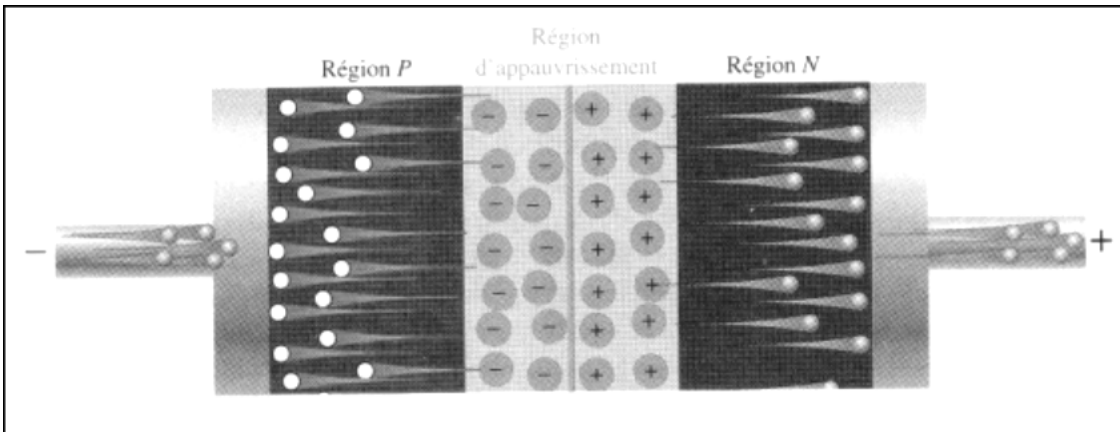 Région
d'appauvrissement
Région P
Région N
−
+
− − + +
− − + +
− − + +
− − + +
− − + +
− − + +
− − + +